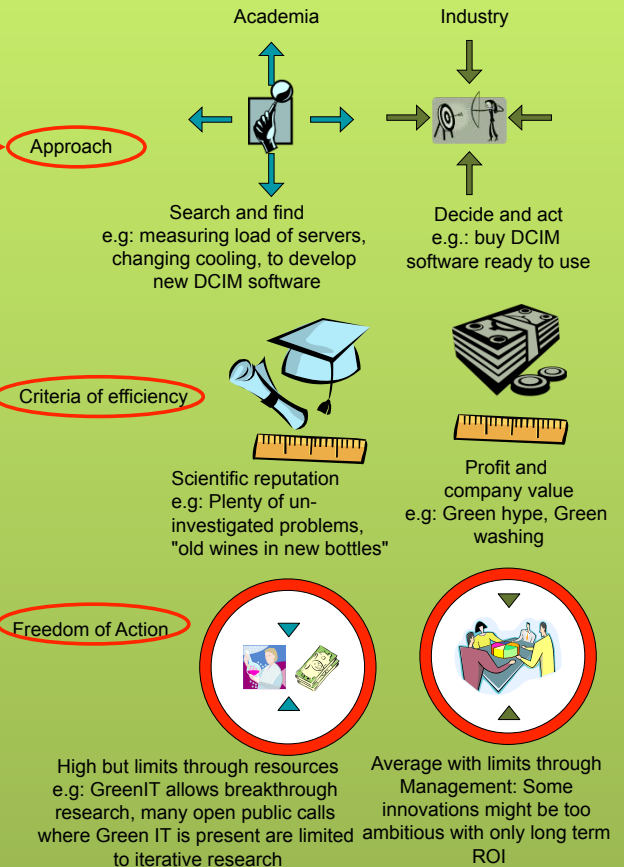 Academia
Industry
Approach
Search and find
e.g: measuring load of servers,
changing cooling, to develop
new DCIM software
Decide and act
e.g.: buy DCIM
software ready to use
Criteria of efficiency
Scientific reputation
e.g: Plenty of un-
investigated problems,
"old wines in new bottles"
Profit and
company value
e.g: Green hype, Green
washing
Freedom of Action
High but limits through resources
e.g: GreenIT allows breakthrough
research, many open public calls
where Green IT is present are limited
to iterative research
Average with limits through
Management: Some
innovations might be too
ambitious with only long term
ROI